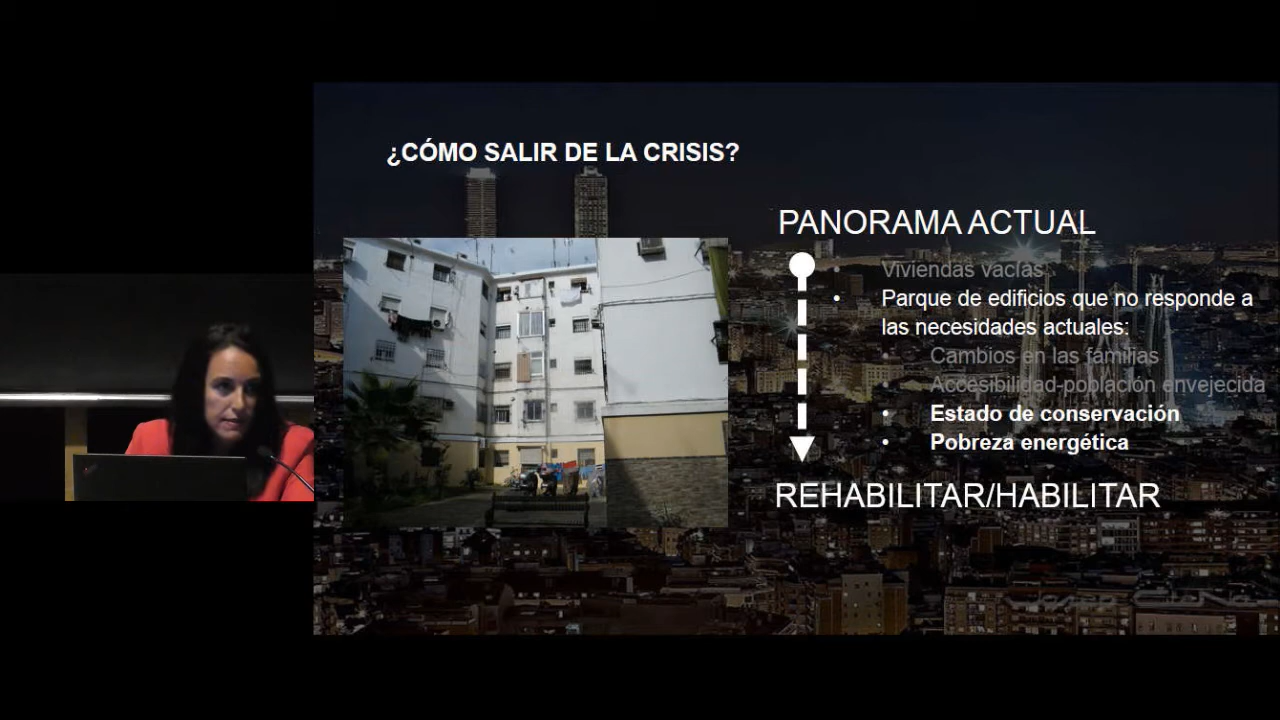 ¿CÓMO SALIR DE LA CRISIS?
PANORAMA ACTUAL
• Viviendas vacías
• Parque de edificios que no responde a
las necesidades actuales:
• Cambios en las familias
• Accesibilidad-población envejecida
• Estado de conservación
• Pobreza energética
REHABILITAR/HABILITAR